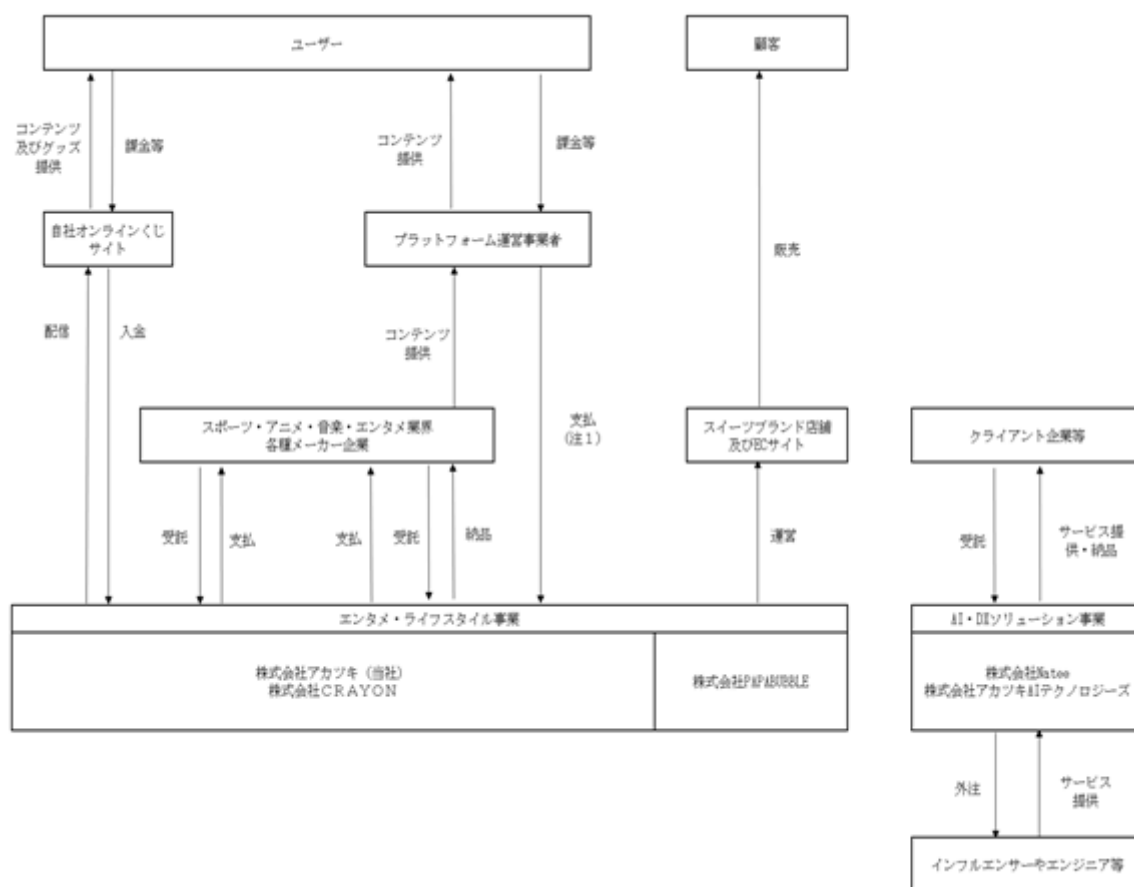 ユーザー
顧客
コンテンツ
及びグッズ
提供
課金等
コンテンツ
提供
課金等
自社オンラインくじ
サイト
プラットフォーム運営事業者
販売
配信
入金
コンテンツ
提供
スポーツ・アニメ・音楽・エンタメ業界
各種メーカー企業
支払
(注1)
スイーツブランド店舗
及びECサイト
クライアント企業等
受託
支払
支払
受託
納品
運営
受託
サービス提
供・納品
エンタメ・ライフスタイル事業
AI・DXソリューション事業
株式会社アカツキ(当社)
株式会社CRAYON
株式会社PAPABUBBLE
株式会社Natee
株式会社アカツキAIテクノロジーズ
外注
サービス
提供
インフルエンサーやエンジニア等